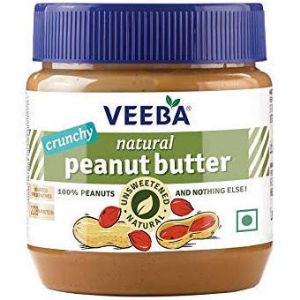 VEEBA®
crunchy
natural
peanut butter
100% PEANUTS
AND NOTHING ELSE!
UNSWEETENED
NATURAL